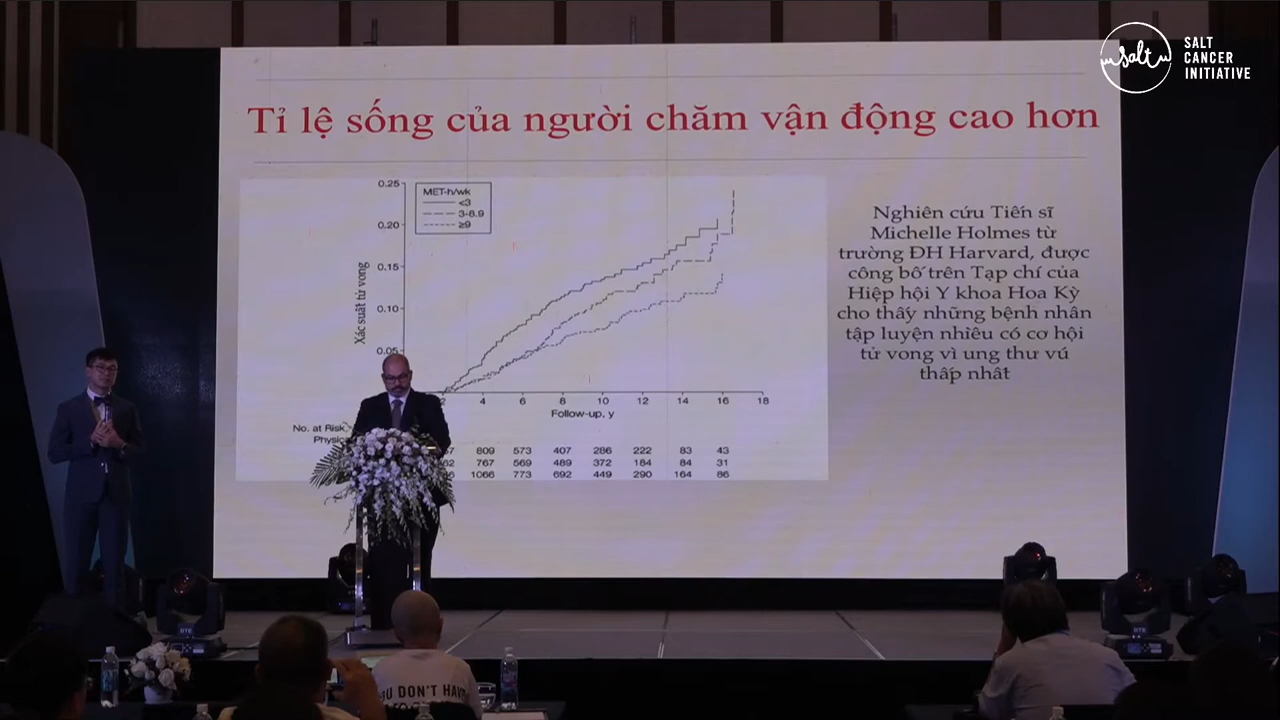 salt
SALT
CANCER
INITIATIVE
Tỉ lệ sống của người chăm vận động cao hơn
MET-h/wk
<3
3-8.9
≥9
0.25
0.20
0.15
0.10
0.05
Xác suất tử vong
4 6 8 10 12 14 16 18
Follow-up, y
No. at Risk
809 573 407 286 222 83 43
767 569 489 372 184 84 31
1066 773 692 449 290 164 86
Nghiên cứu Tiến sĩ
Michelle Holmes từ
trường ĐH Harvard, được
công bố trên Tạp chí của
Hiệp hội Y khoa Hoa Kỳ
cho thấy những bệnh nhân
tập luyện nhiều có cơ hội
tử vong vì ung thư vú
thấp nhất
DON'T HAV